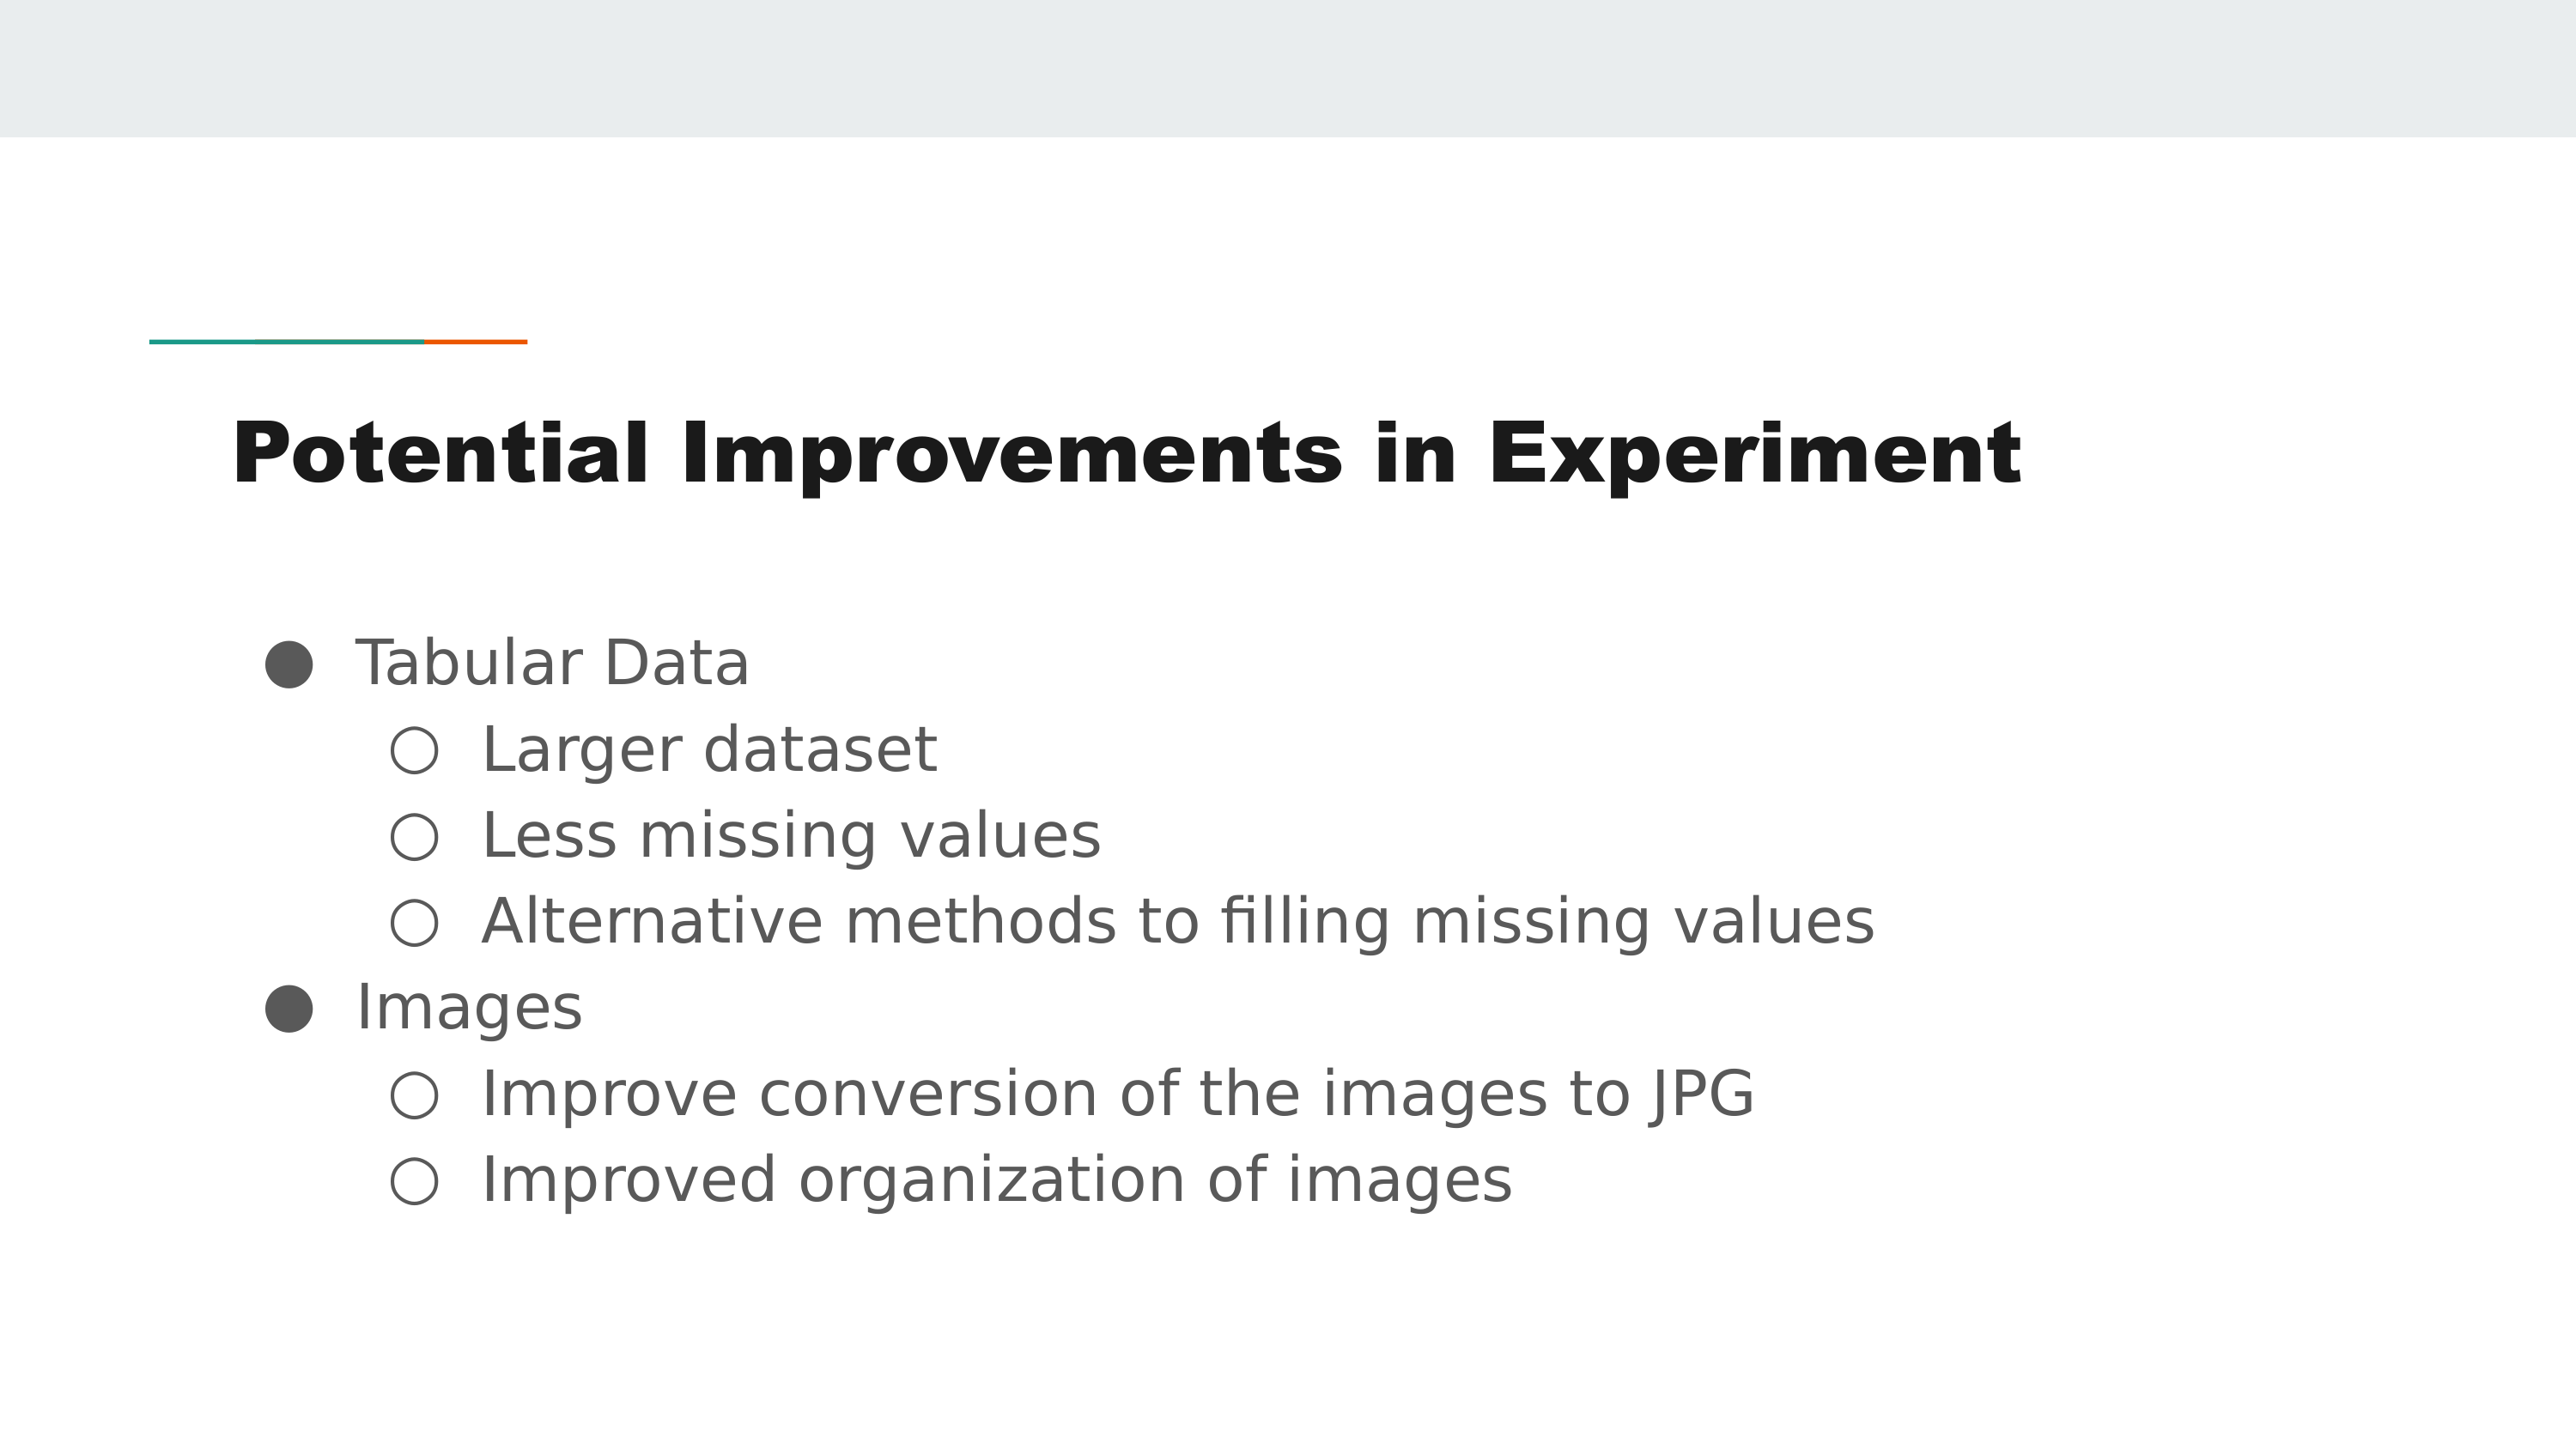 Potential Improvements in Experiment
● Tabular Data
○ Larger dataset
○ Less missing values
○ Alternative methods to filling missing values
● Images
○ Improve conversion of the images to JPG
○ Improved organization of images